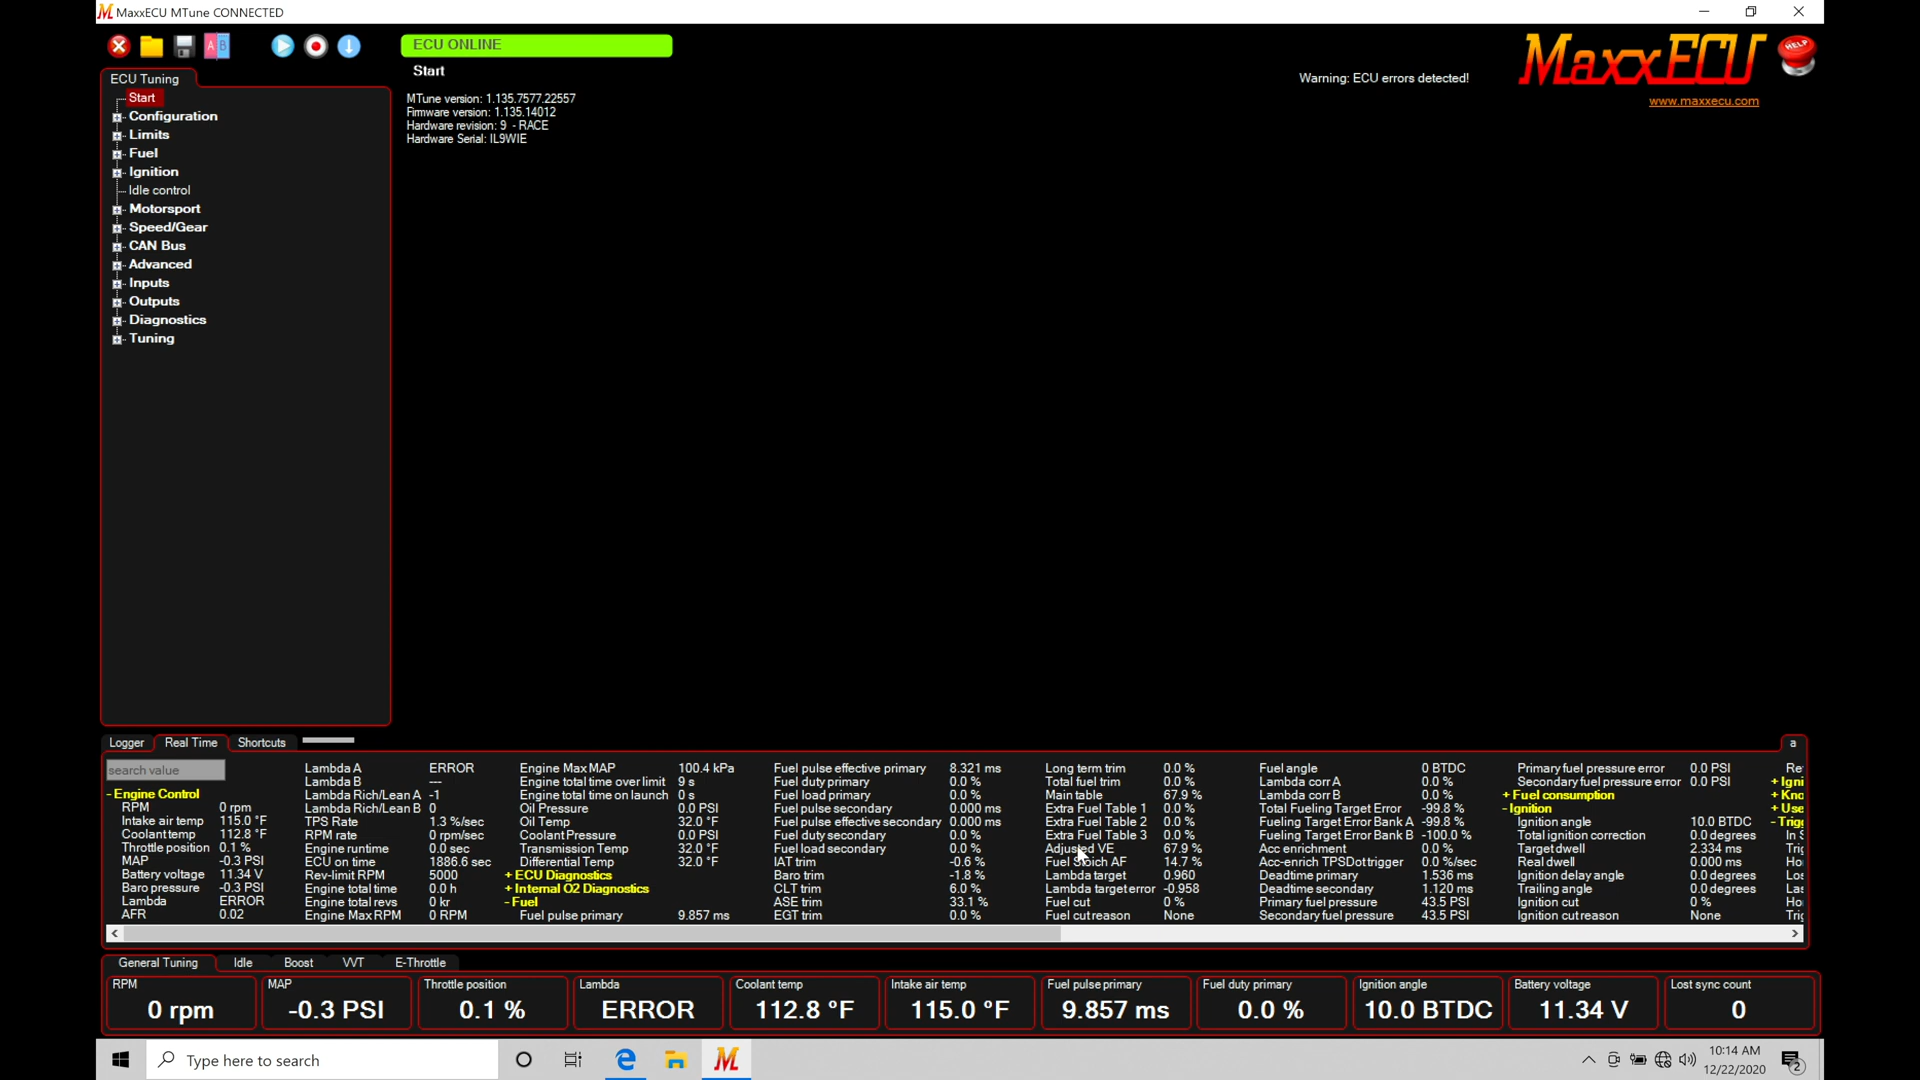 MaxxECU MTune CONNECTED
A B
ECU ONLINE
Start
Warning: ECU errors detected!
MaxxECU
HELP
www.maxxecu.com
MTune version: 1.135.7577.22557
Firmware version: 1.135.14012
Hardware revision: 9 - RACE
Hardware Serial: IL9WIE
ECU Tuning
Start
Configuration
Limits
Fuel
Ignition
Idle control
Motorsport
Speed/Gear
CAN Bus
Advanced
Inputs
Outputs
Diagnostics
Tuning
Logger Real Time Shortcuts a
search value
- Engine Control
RPM 0 rpm
Intake air temp 115.0 °F
Coolant temp 112.8 °F
Throttle position 0.1 %
MAP -0.3 PSI
Battery voltage 11.34 V
Baro pressure -0.3 PSI
Lambda ERROR
AFR 0.02
Lambda A ERROR
Lambda B ---
Lambda Rich/Lean A -1
Lambda Rich/Lean B 0
TPS Rate 1.3 %/sec
RPM rate 0 rpm/sec
Engine runtime 0.0 sec
ECU on time 1886.6 sec
Rev-limit RPM 5000
Engine total time 0.0 h
Engine total revs 0 kr
Engine Max RPM 0 RPM
Engine Max MAP 100.4 kPa
Engine total time over limit 9 s
Engine total time on launch 0 s
Oil Pressure 0.0 PSI
Oil Temp 32.0 °F
Coolant Pressure 0.0 PSI
Transmission Temp 32.0 °F
Differential Temp 32.0 °F
+ ECU Diagnostics
+ Internal O2 Diagnostics
- Fuel
Fuel pulse primary 9.857 ms
Fuel pulse effective primary 8.321 ms
Fuel duty primary 0.0 %
Fuel load primary 0.0 %
Fuel pulse secondary 0.000 ms
Fuel pulse effective secondary 0.000 ms
Fuel duty secondary 0.0 %
Fuel load secondary 0.0 %
IAT trim -0.6 %
Baro trim -1.8 %
CLT trim 6.0 %
ASE trim 33.1 %
EGT trim 0.0 %
Long term trim 0.0 %
Total fuel trim 0.0 %
Main table 67.9 %
Extra Fuel Table 1 0.0 %
Extra Fuel Table 2 0.0 %
Extra Fuel Table 3 0.0 %
Adjusted VE 67.9 %
Fuel Stoich AF 14.7 %
Lambda target 0.960
Lambda target error -0.958
Fuel cut 0 %
Fuel cut reason None
Fuel angle 0 BTDC
Lambda corr A 0.0 %
Lambda corr B 0.0 %
Total Fueling Target Error -99.8 %
Fueling Target Error Bank A -99.8 %
Fueling Target Error Bank B -100.0 %
Acc enrichment 0.0 %
Acc-enrich TPSDot trigger 0.0 %/sec
Deadtime primary 1.536 ms
Deadtime secondary 1.120 ms
Primary fuel pressure 43.5 PSI
Secondary fuel pressure 43.5 PSI
Primary fuel pressure error 0.0 PSI
Secondary fuel pressure error 0.0 PSI
+ Fuel consumption
- Ignition
Ignition angle 10.0 BTDC
Total ignition correction 0.0 degrees
Target dwell 2.334 ms
Real dwell 0.000 ms
Ignition delay angle 0.0 degrees
Trailing angle 0.0 degrees
Ignition cut 0 %
Ignition cut reason None
Re
+ Igni
+ Kno
+ Use
- Trigg
In S
Trig
Ho
Los
Las
Ho
Trig
General Tuning Idle Boost VVT E-Throttle
RPM
0 rpm
MAP
-0.3 PSI
Throttle position
0.1 %
Lambda
ERROR
Coolant temp
112.8 °F
Intake air temp
115.0 °F
Fuel pulse primary
9.857 ms
Fuel duty primary
0.0 %
Ignition angle
10.0 BTDC
Battery voltage
11.34 V
Lost sync count
0
Type here to search
10:14 AM
12/22/2020
2